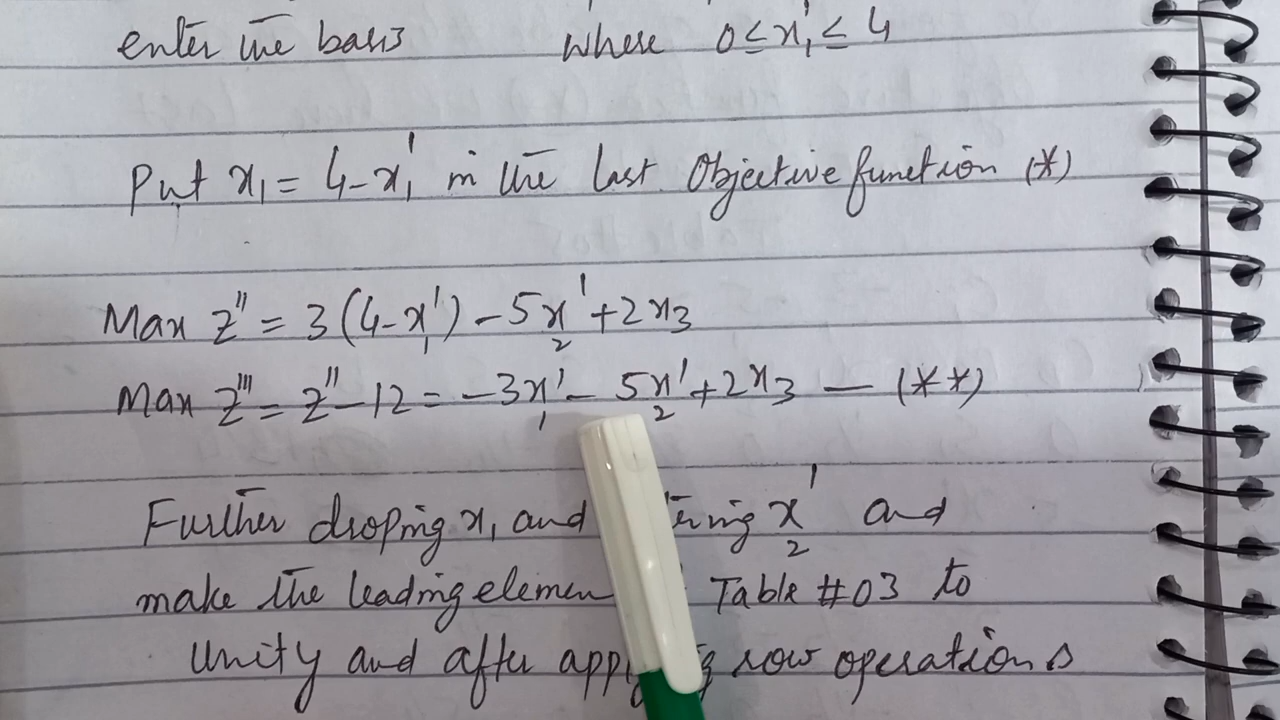 enter the basis where 0≤x₁'≤ 4
Put x₁ = 4-x₁' in the last Objective function (*)
Max Z'' = 3(4-x₁') - 5x₂' + 2x3
Max Z''' = Z'' - 12 = -3x₁' - 5x₂' + 2x3 — (**)
Further droping x₁ and x₂' and
make the leading Table #03 to
Unity and after row operations